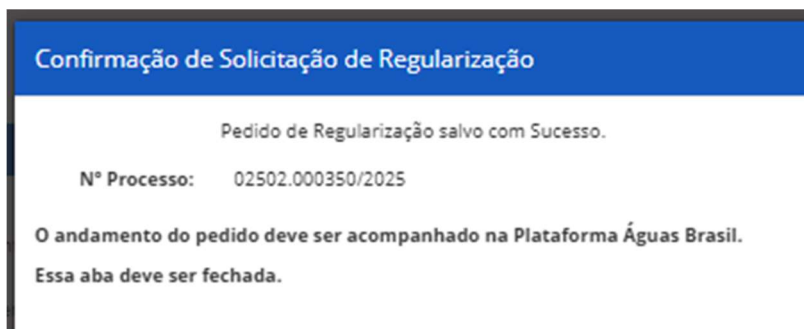 Confirmação de Solicitação de Regularização
Pedido de Regularização salvo com Sucesso.
Nº Processo: 02502.000350/2025
O andamento do pedido deve ser acompanhado na Plataforma Águas Brasil.
Essa aba deve ser fechada.